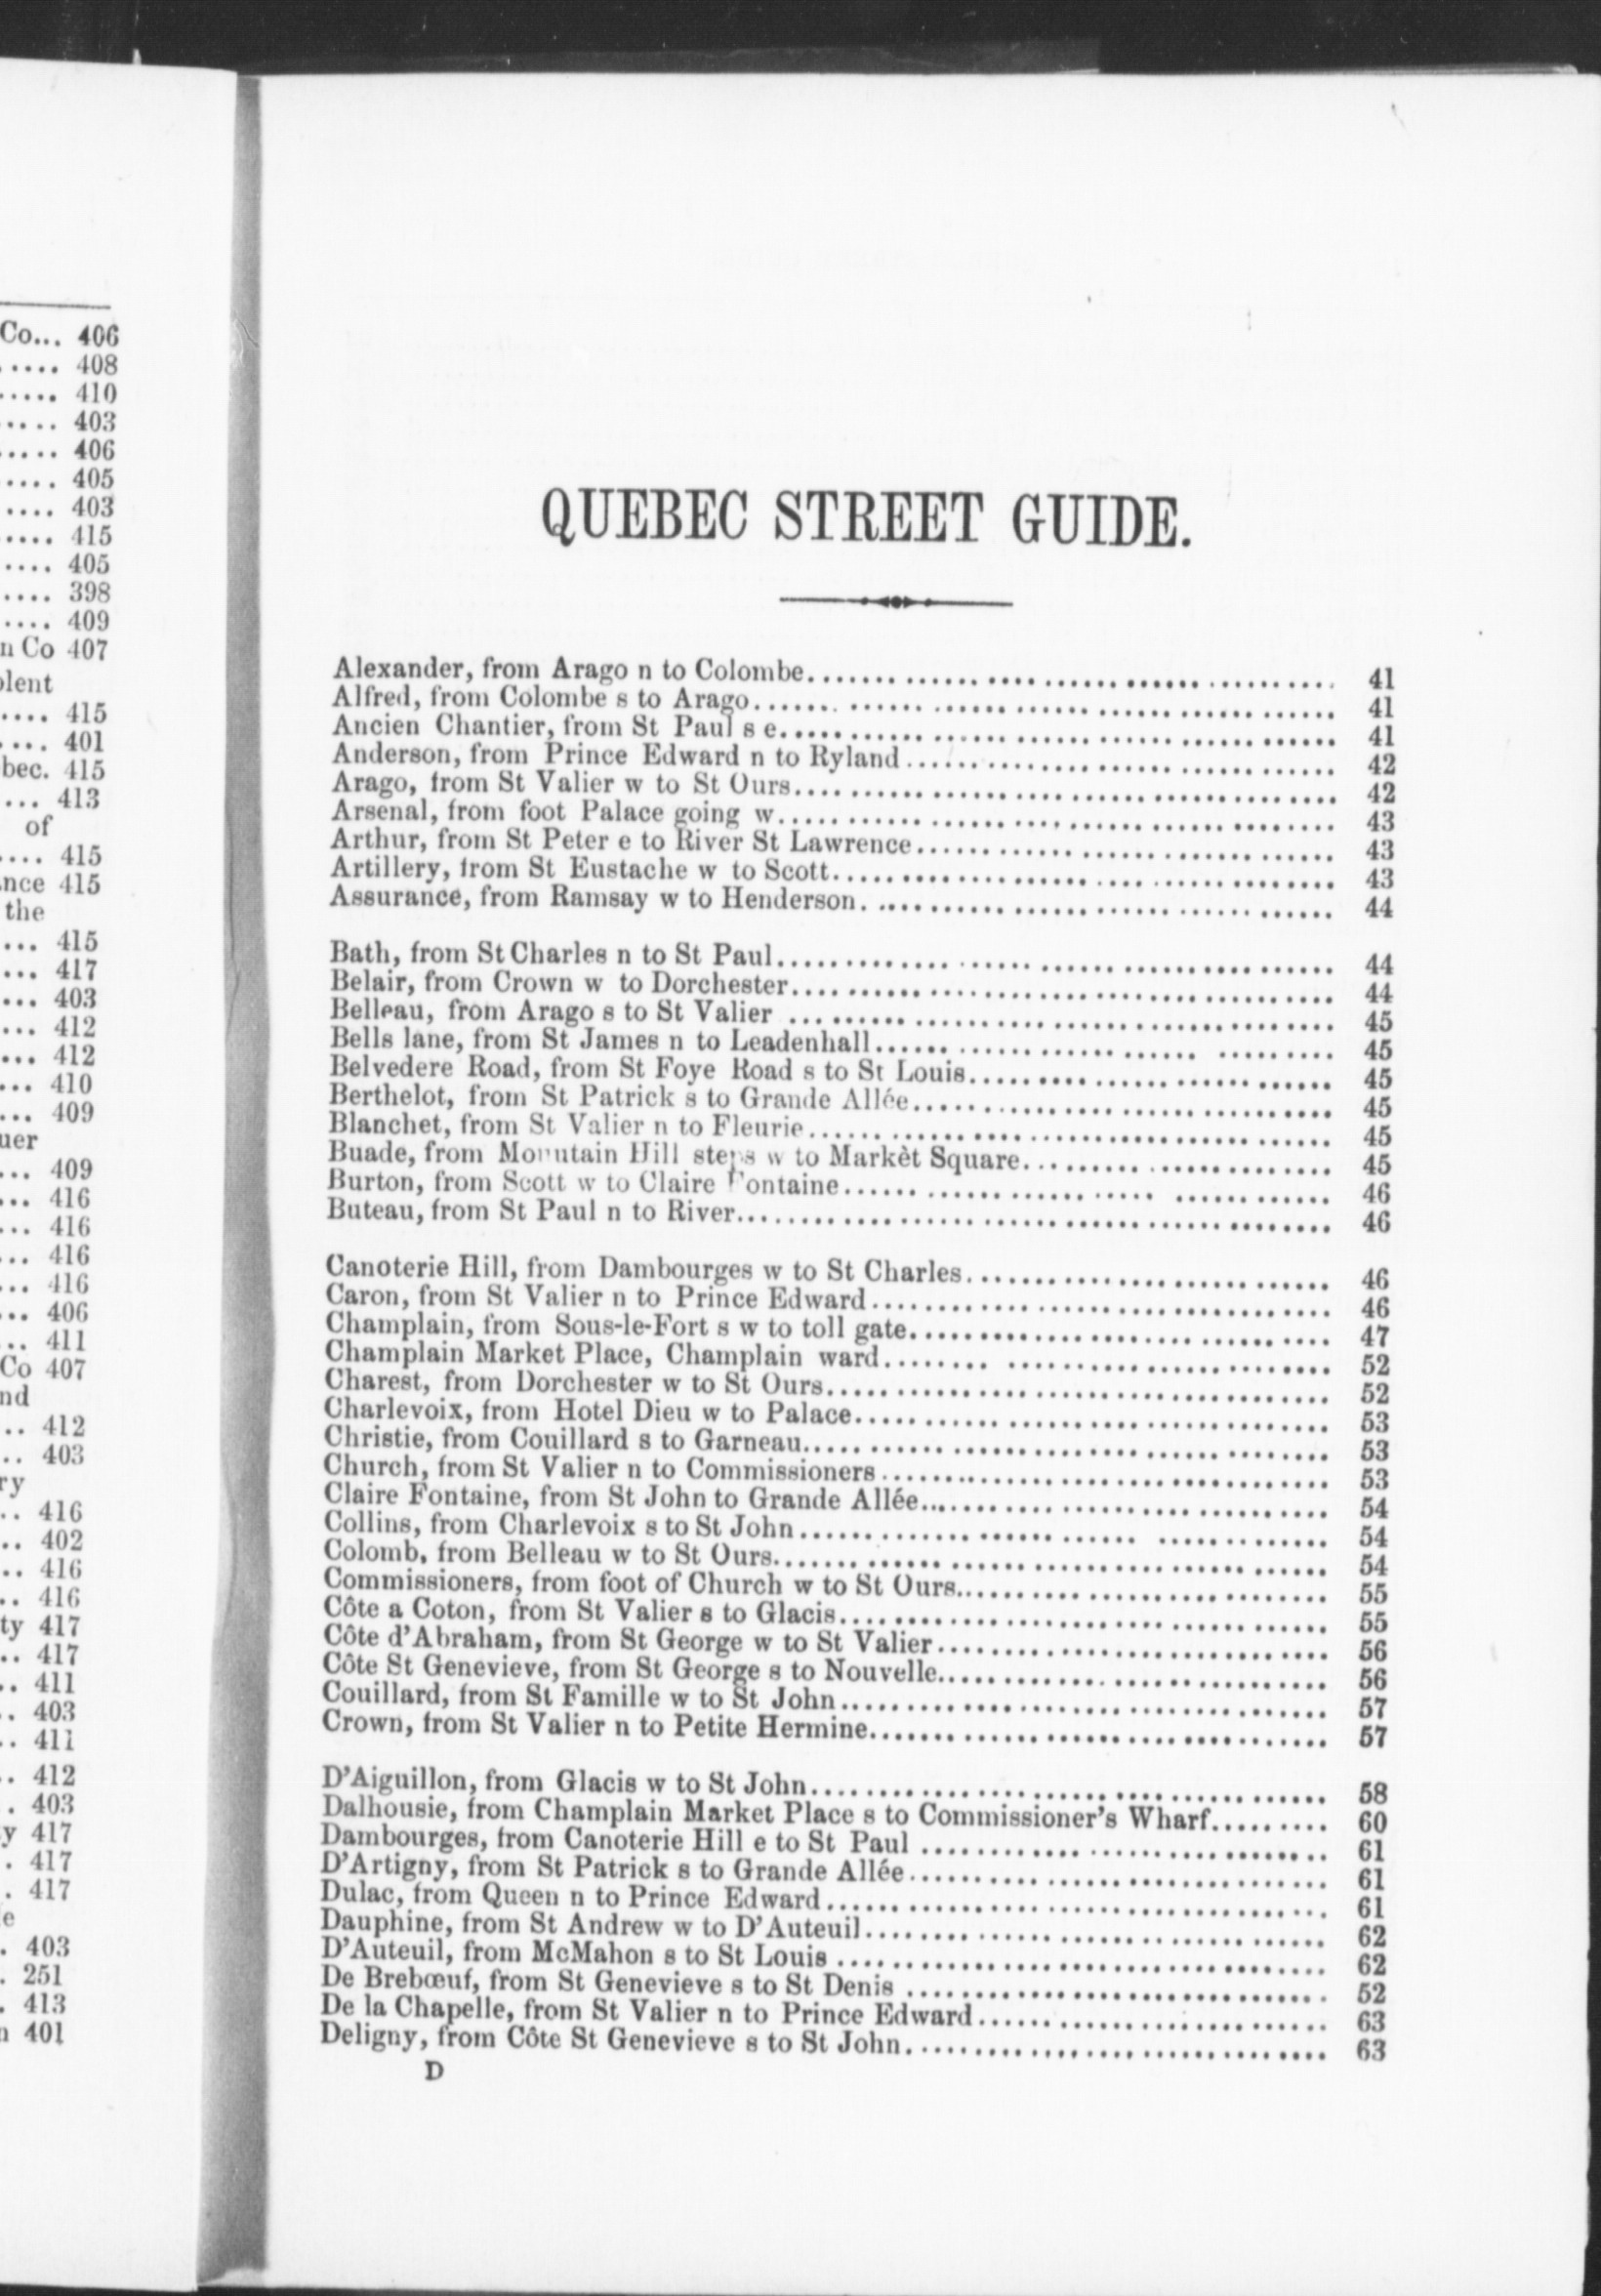 Co... 406
..... 408
..... 410
..... 403
..... 406
.... 405
.... 403
.... 415
.... 405
.... 398
.... 409
n Co 407
lent
.... 415
... 401
bec. 415
... 413
of
.... 415
nce 415
the
... 415
... 417
... 403
... 412
... 412
... 410
... 409
uer
... 409
... 416
... 416
... 416
... 416
... 406
.. 411
Co 407
nd
.. 412
.. 403
ry
.. 416
.. 402
.. 416
.. 416
ty 417
.. 417
.. 411
.. 403
.. 411
.. 412
. 403
y 417
. 417
. 417
e
. 403
. 251
. 413
n 401
QUEBEC STREET GUIDE.
Alexander, from Arago n to Colombe.................... 41
Alfred, from Colombe s to Arago.................... 41
Ancien Chantier, from St Paul s e.................... 41
Anderson, from Prince Edward n to Ryland.................... 42
Arago, from St Valier w to St Ours.................... 42
Arsenal, from foot Palace going w.................... 43
Arthur, from St Peter e to River St Lawrence.................... 43
Artillery, from St Eustache w to Scott.................... 43
Assurance, from Ramsay w to Henderson.................... 44
Bath, from St Charles n to St Paul.................... 44
Belair, from Crown w to Dorchester.................... 44
Belleau, from Arago s to St Valier .................... 45
Bells lane, from St James n to Leadenhall.................... 45
Belvedere Road, from St Foye Road s to St Louis.................... 45
Berthelot, from St Patrick s to Grande Allée.................... 45
Blanchet, from St Valier n to Fleurie.................... 45
Buade, from Monutain Hill steps w to Markèt Square.................... 45
Burton, from Scott w to Claire Fontaine.................... 46
Buteau, from St Paul n to River.................... 46
Canoterie Hill, from Dambourges w to St Charles.................... 46
Caron, from St Valier n to Prince Edward.................... 46
Champlain, from Sous-le-Fort s w to toll gate.................... 47
Champlain Market Place, Champlain ward.................... 52
Charest, from Dorchester w to St Ours.................... 52
Charlevoix, from Hotel Dieu w to Palace.................... 53
Christie, from Couillard s to Garneau.................... 53
Church, from St Valier n to Commissioners.................... 53
Claire Fontaine, from St John to Grande Allée.................... 54
Collins, from Charlevoix s to St John.................... 54
Colomb, from Belleau w to St Ours.................... 54
Commissioners, from foot of Church w to St Ours.................... 55
Côte a Coton, from St Valier s to Glacis.................... 55
Côte d'Abraham, from St George w to St Valier.................... 56
Côte St Genevieve, from St George s to Nouvelle.................... 56
Couillard, from St Famille w to St John.................... 57
Crown, from St Valier n to Petite Hermine.................... 57
D'Aiguillon, from Glacis w to St John.................... 58
Dalhousie, from Champlain Market Place s to Commissioner's Wharf......... 60
Dambourges, from Canoterie Hill e to St Paul .................... 61
D'Artigny, from St Patrick s to Grande Allée.................... 61
Dulac, from Queen n to Prince Edward.................... 61
Dauphine, from St Andrew w to D'Auteuil.................... 62
D'Auteuil, from McMahon s to St Louis .................... 62
De Brebœuf, from St Genevieve s to St Denis .................... 52
De la Chapelle, from St Valier n to Prince Edward.................... 63
Deligny, from Côte St Genevieve s to St John.................... 63
D